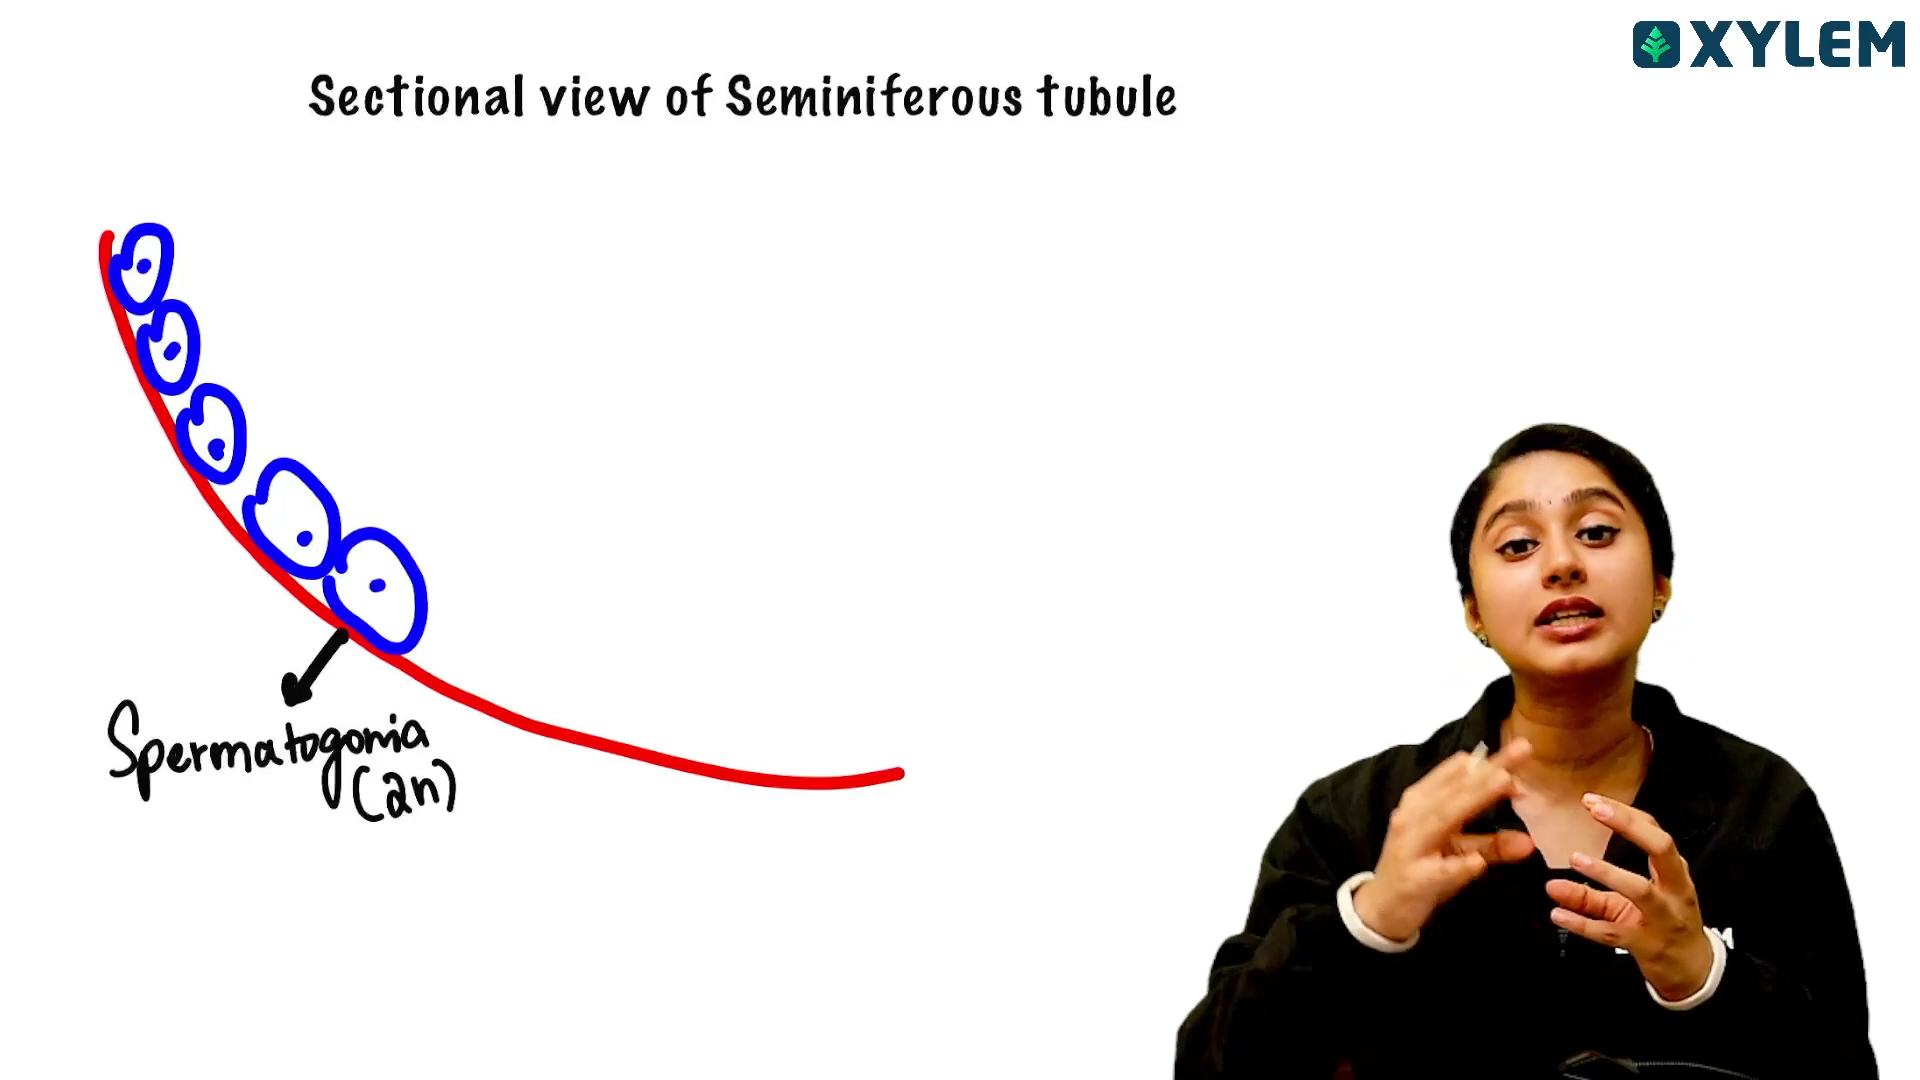 XYLEM
Sectional view of Seminiferous tubule
Spermatogonia
(2n)
M